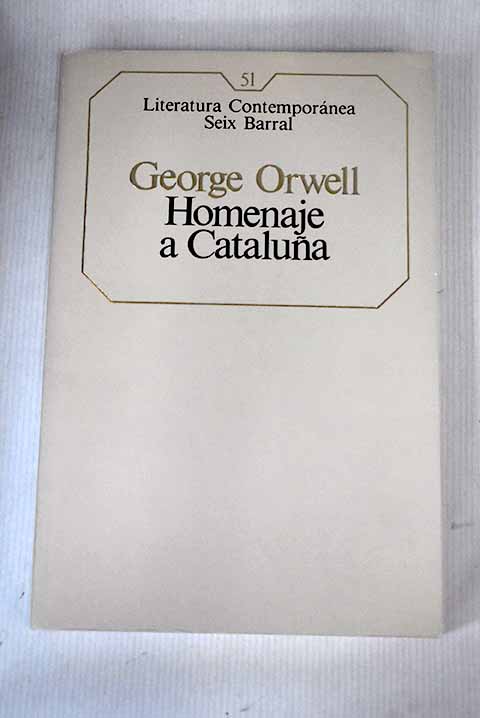 51
Literatura Contemporánea
Seix Barral
George Orwell
Homenaje
a Cataluña